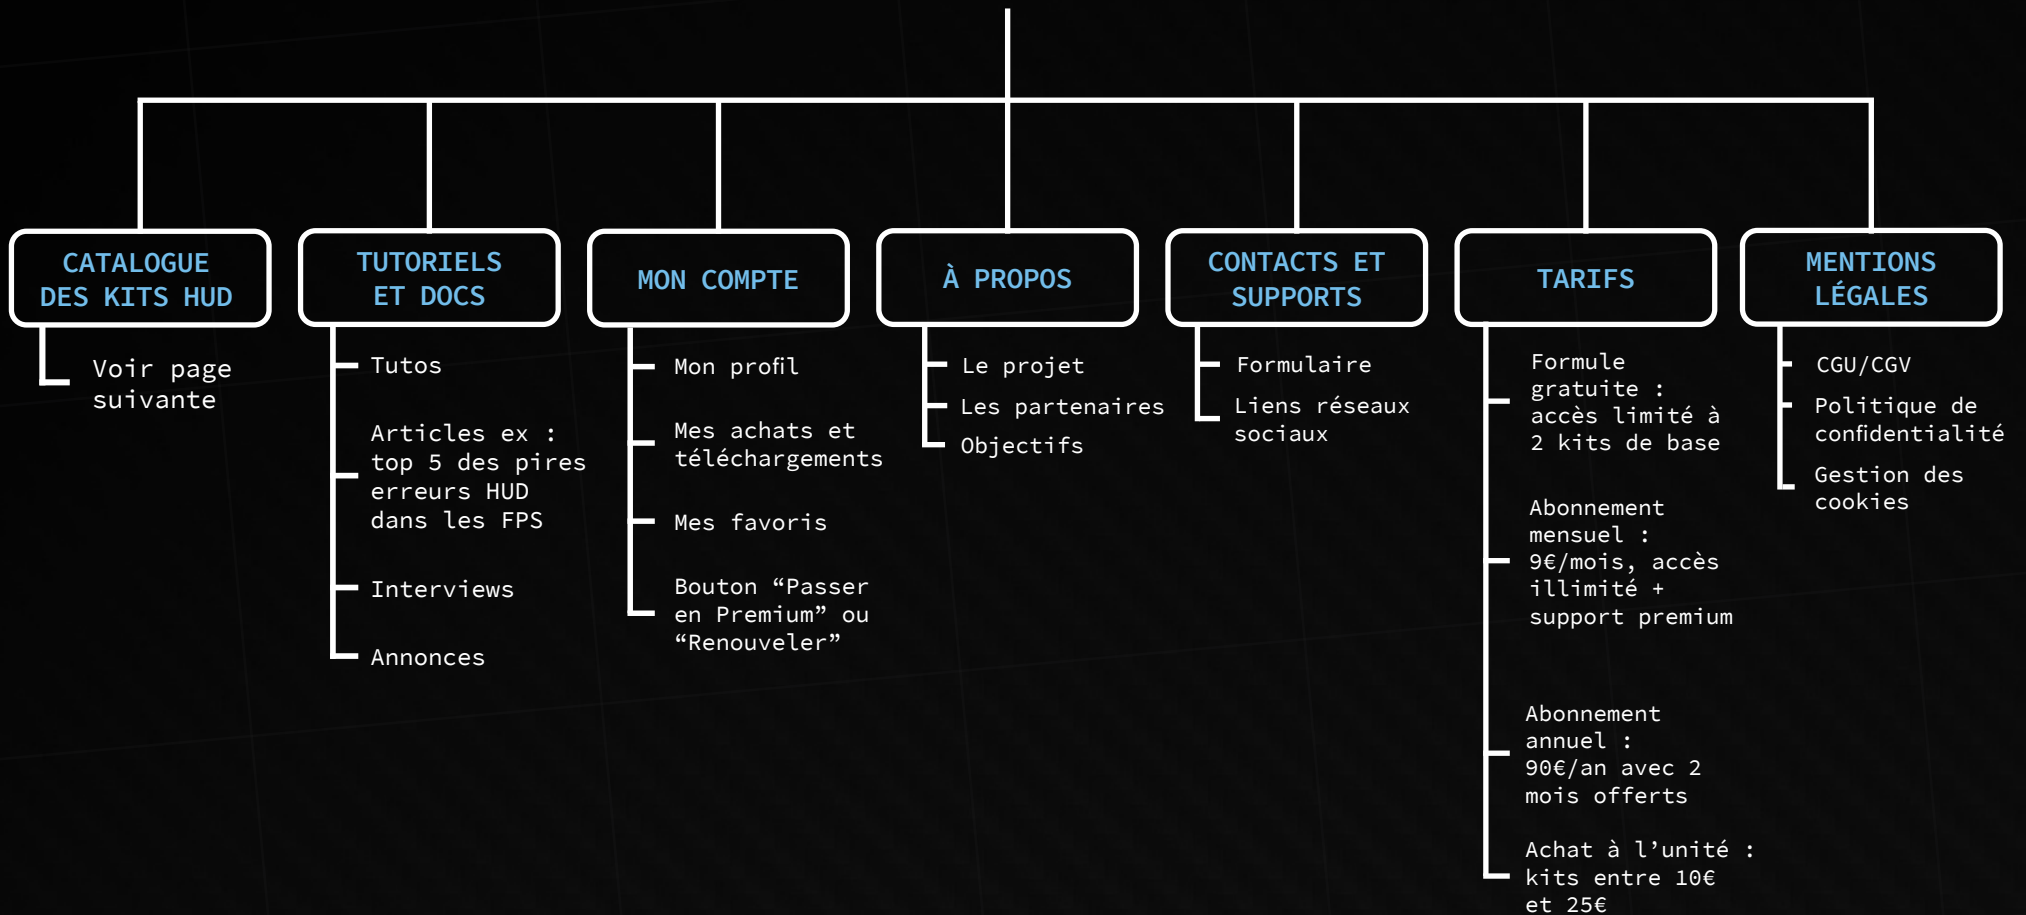 CATALOGUE
DES KITS HUD
Voir page
suivante
TUTORIELS
ET DOCS
Tutos
Articles ex :
top 5 des pires
erreurs HUD
dans les FPS
Interviews
Annonces
MON COMPTE
Mon profil
Mes achats et
téléchargements
Mes favoris
Bouton “Passer
en Premium” ou
“Renouveler”
À PROPOS
Le projet
Les partenaires
Objectifs
CONTACTS ET
SUPPORTS
Formulaire
Liens réseaux
sociaux
TARIFS
Formule
gratuite :
accès limité à
2 kits de base
Abonnement
mensuel :
9€/mois, accès
illimité +
support premium
Abonnement
annuel :
90€/an avec 2
mois offerts
Achat à l’unité :
kits entre 10€
et 25€
MENTIONS
LÉGALES
CGU/CGV
Politique de
confidentialité
Gestion des
cookies